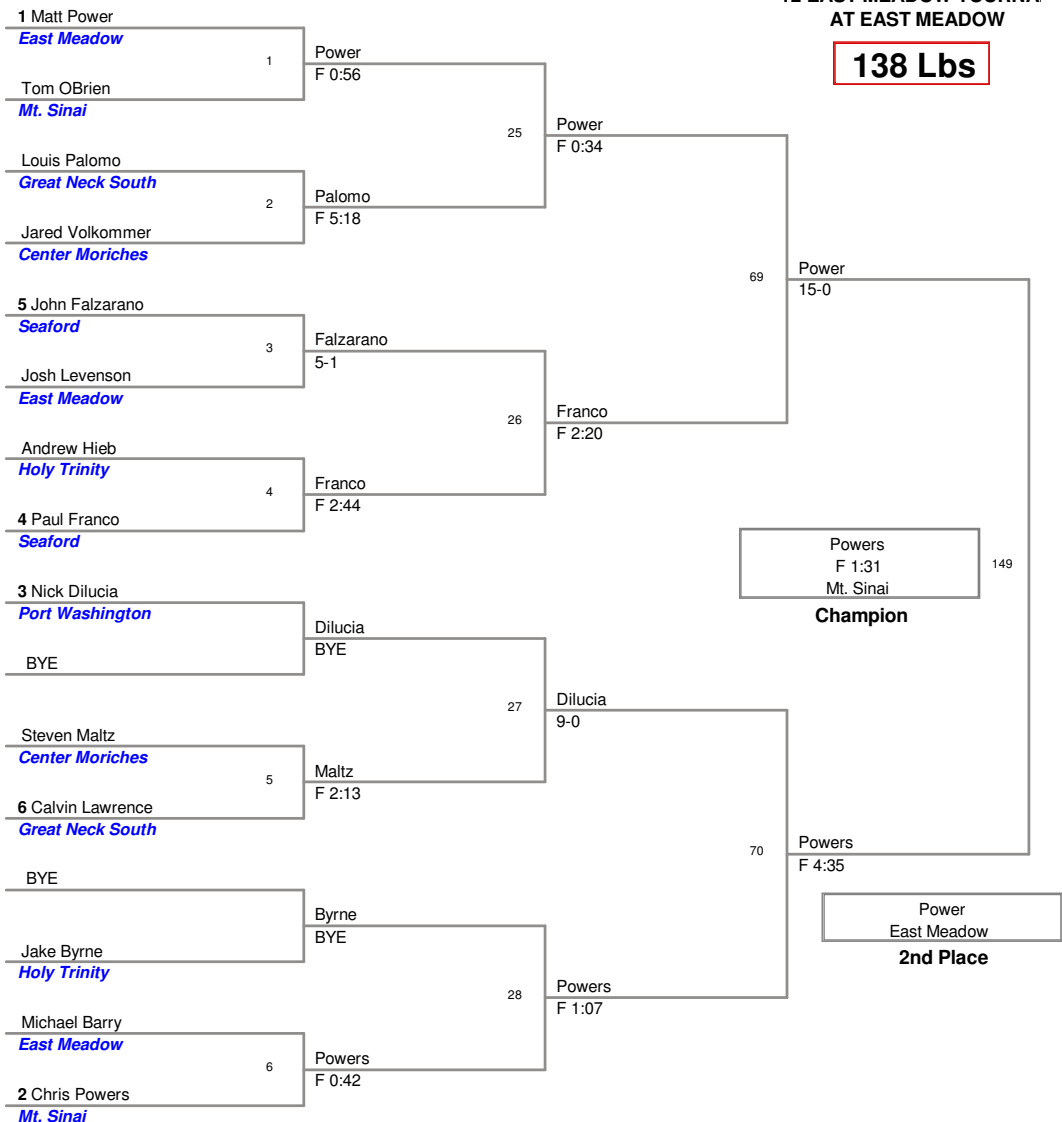 AT EAST MEADOW
138 Lbs
1 Matt Power
East Meadow
1
Power
F 0:56
Tom OBrien
Mt. Sinai
25
Power
F 0:34
Louis Palomo
Great Neck South
2
Palomo
F 5:18
Jared Volkommer
Center Moriches
69
Power
15-0
5 John Falzarano
Seaford
3
Falzarano
5-1
Josh Levenson
East Meadow
26
Franco
F 2:20
Andrew Hieb
Holy Trinity
4
Franco
F 2:44
4 Paul Franco
Seaford
Powers
F 1:31
Mt. Sinai
149
Champion
3 Nick Dilucia
Port Washington
Dilucia
BYE
BYE
27
Dilucia
9-0
Steven Maltz
Center Moriches
5
Maltz
F 2:13
6 Calvin Lawrence
Great Neck South
70
Powers
F 4:35
BYE
Byrne
BYE
Jake Byrne
Holy Trinity
Power
East Meadow
2nd Place
28
Powers
F 1:07
Michael Barry
East Meadow
6
Powers
F 0:42
2 Chris Powers
Mt. Sinai